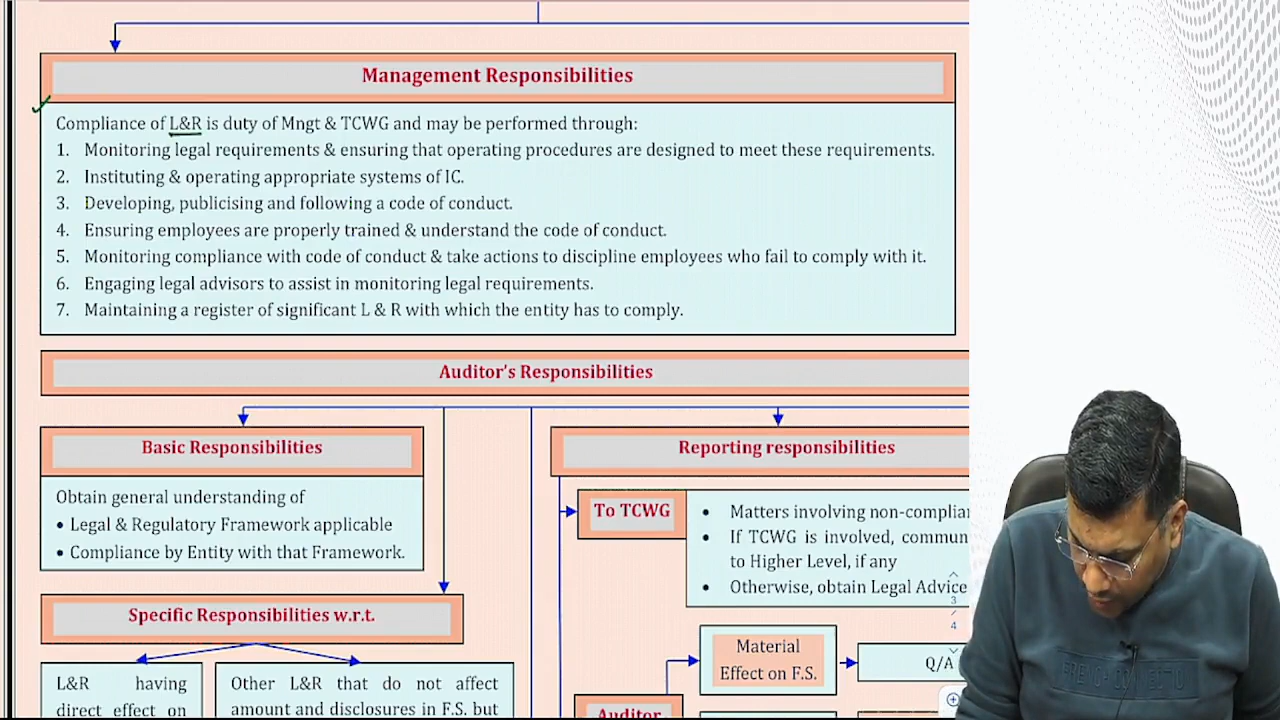 Management Responsibilities
Compliance of L&R is duty of Mngt & TCWG and may be performed through:
1. Monitoring legal requirements & ensuring that operating procedures are designed to meet these requirements.
2. Instituting & operating appropriate systems of IC.
3. Developing, publicising and following a code of conduct.
4. Ensuring employees are properly trained & understand the code of conduct.
5. Monitoring compliance with code of conduct & take actions to discipline employees who fail to comply with it.
6. Engaging legal advisors to assist in monitoring legal requirements.
7. Maintaining a register of significant L & R with which the entity has to comply.
Auditor's Responsibilities
Basic Responsibilities
Obtain general understanding of
• Legal & Regulatory Framework applicable
• Compliance by Entity with that Framework.
Specific Responsibilities w.r.t.
L&R having
direct effect on
Other L&R that do not affect
amount and disclosures in F.S. but
Reporting responsibilities
To TCWG
• Matters involving non-complian
• If TCWG is involved, commun
to Higher Level, if any
• Otherwise, obtain Legal Advice
3
4
Material
Effect on F.S.
Q/A
Auditor